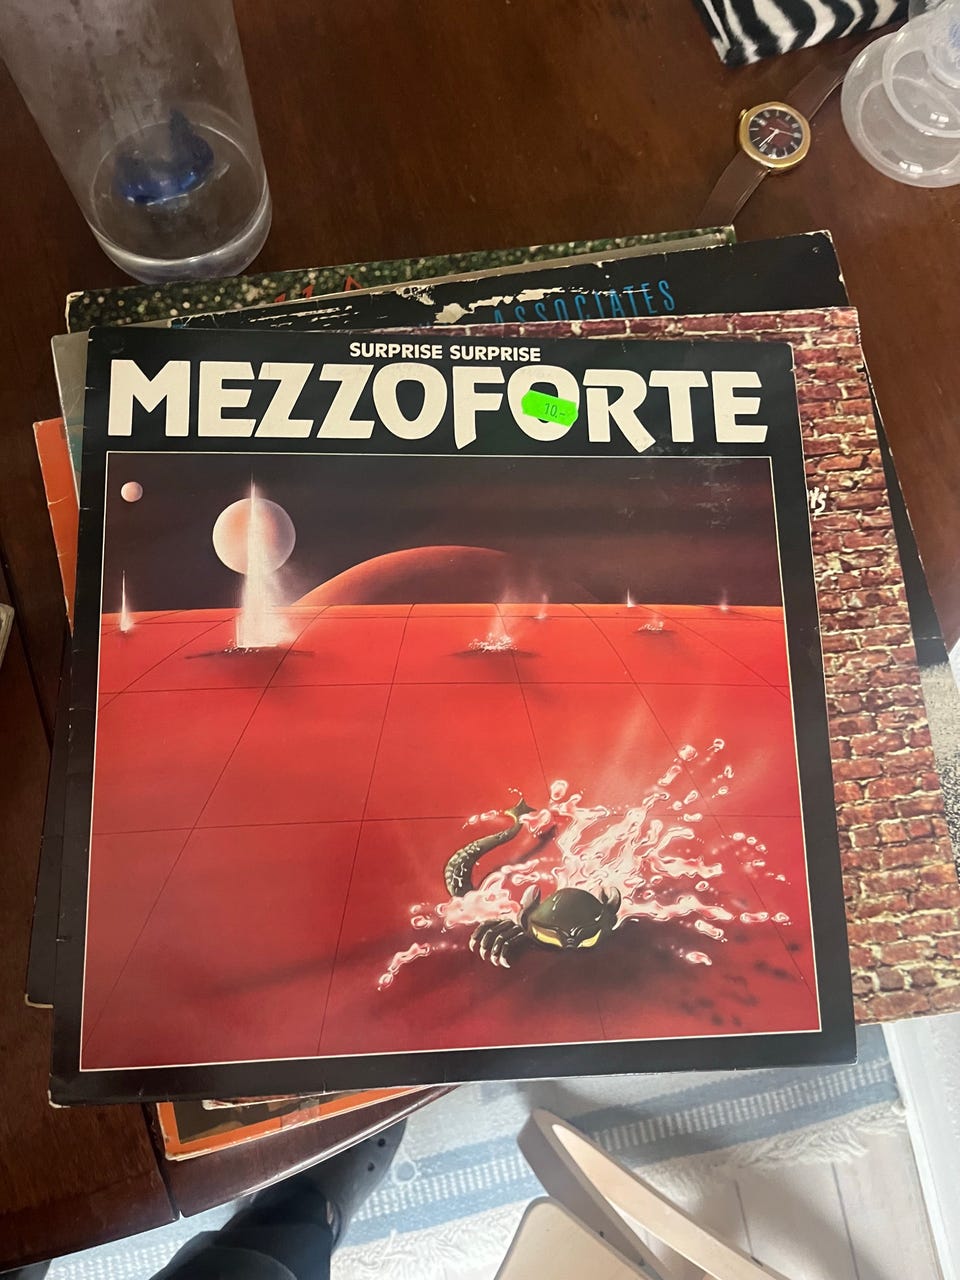 ASSOCIATES
SURPRISE SURPRISE
MEZZOFORTE
10.-